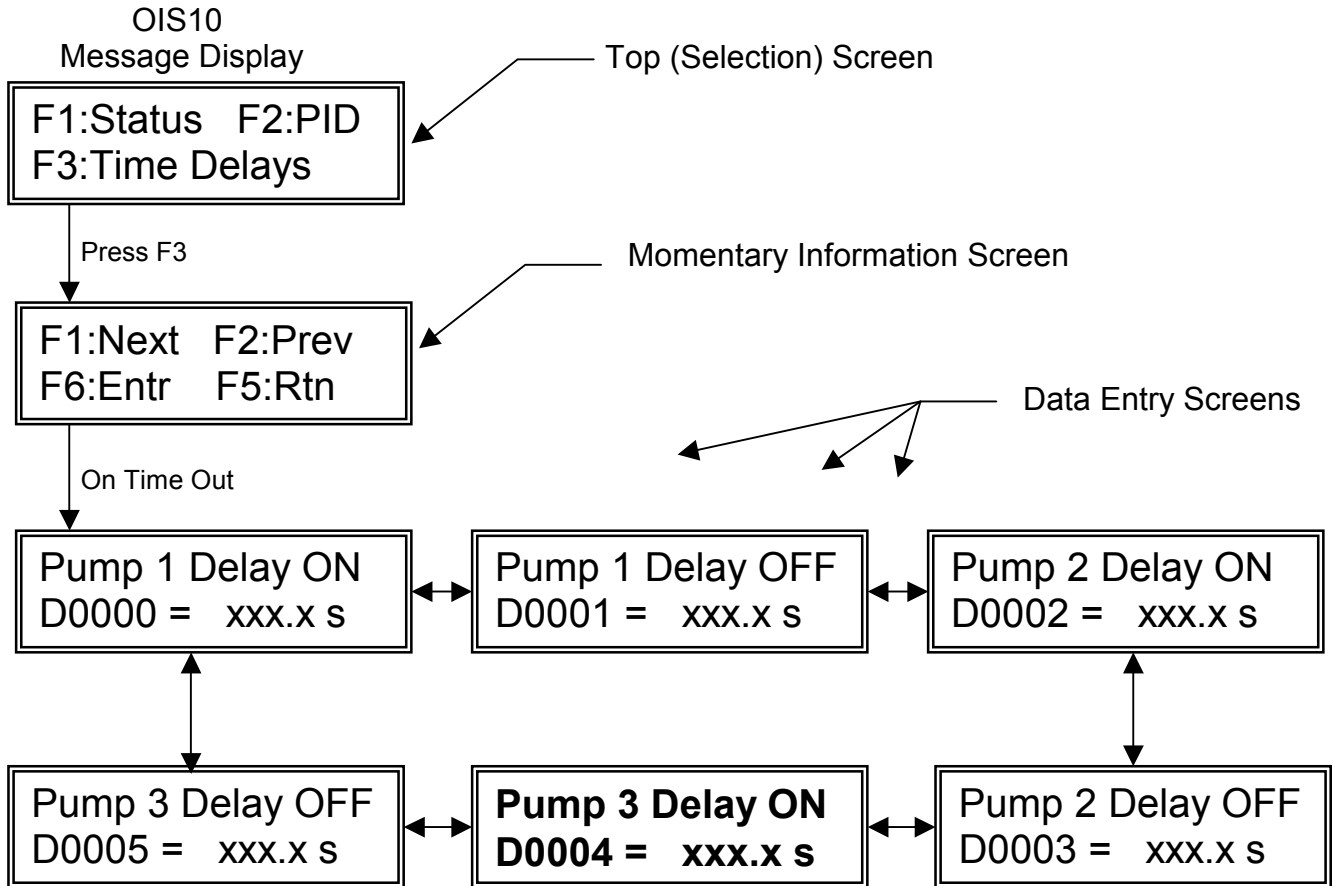 OIS10
Message Display
Top (Selection) Screen
F1:Status F2:PID
F3:Time Delays
Press F3
Momentary Information Screen
F1:Next F2:Prev
F6:Entr F5:Rtn
Data Entry Screens
On Time Out
Pump 1 Delay ON
D0000 = xxx.x s
Pump 1 Delay OFF
D0001 = xxx.x s
Pump 2 Delay ON
D0002 = xxx.x s
Pump 3 Delay OFF
D0005 = xxx.x s
Pump 3 Delay ON
D0004 = xxx.x s
Pump 2 Delay OFF
D0003 = xxx.x s